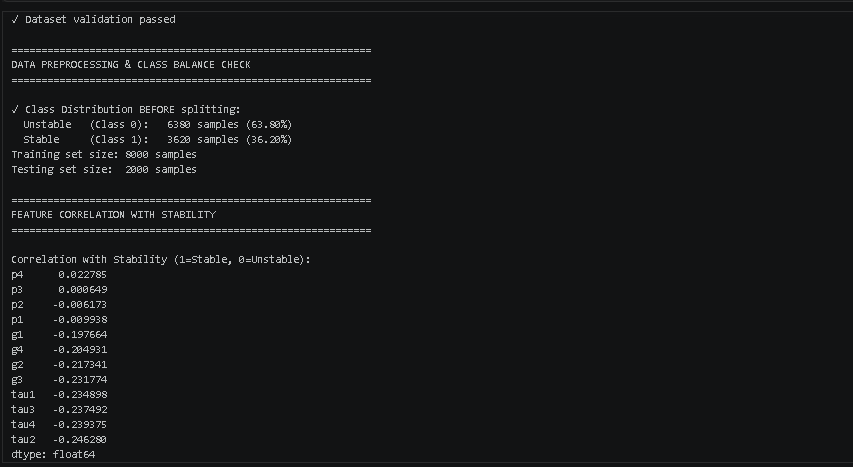 ✓ Dataset validation passed
============================================================
DATA PREPROCESSING & CLASS BALANCE CHECK
============================================================
✓ Class Distribution BEFORE splitting:
Unstable (Class 0): 6380 samples (63.80%)
Stable (Class 1): 3620 samples (36.20%)
Training set size: 8000 samples
Testing set size: 2000 samples
============================================================
FEATURE CORRELATION WITH STABILITY
============================================================
Correlation with Stability (1=Stable, 0=Unstable):
p4 0.022785
p3 0.000649
p2 -0.006173
p1 -0.009938
g1 -0.197664
g4 -0.204931
g2 -0.217341
g3 -0.231774
tau1 -0.234898
tau3 -0.237492
tau4 -0.239375
tau2 -0.246280
dtype: float64